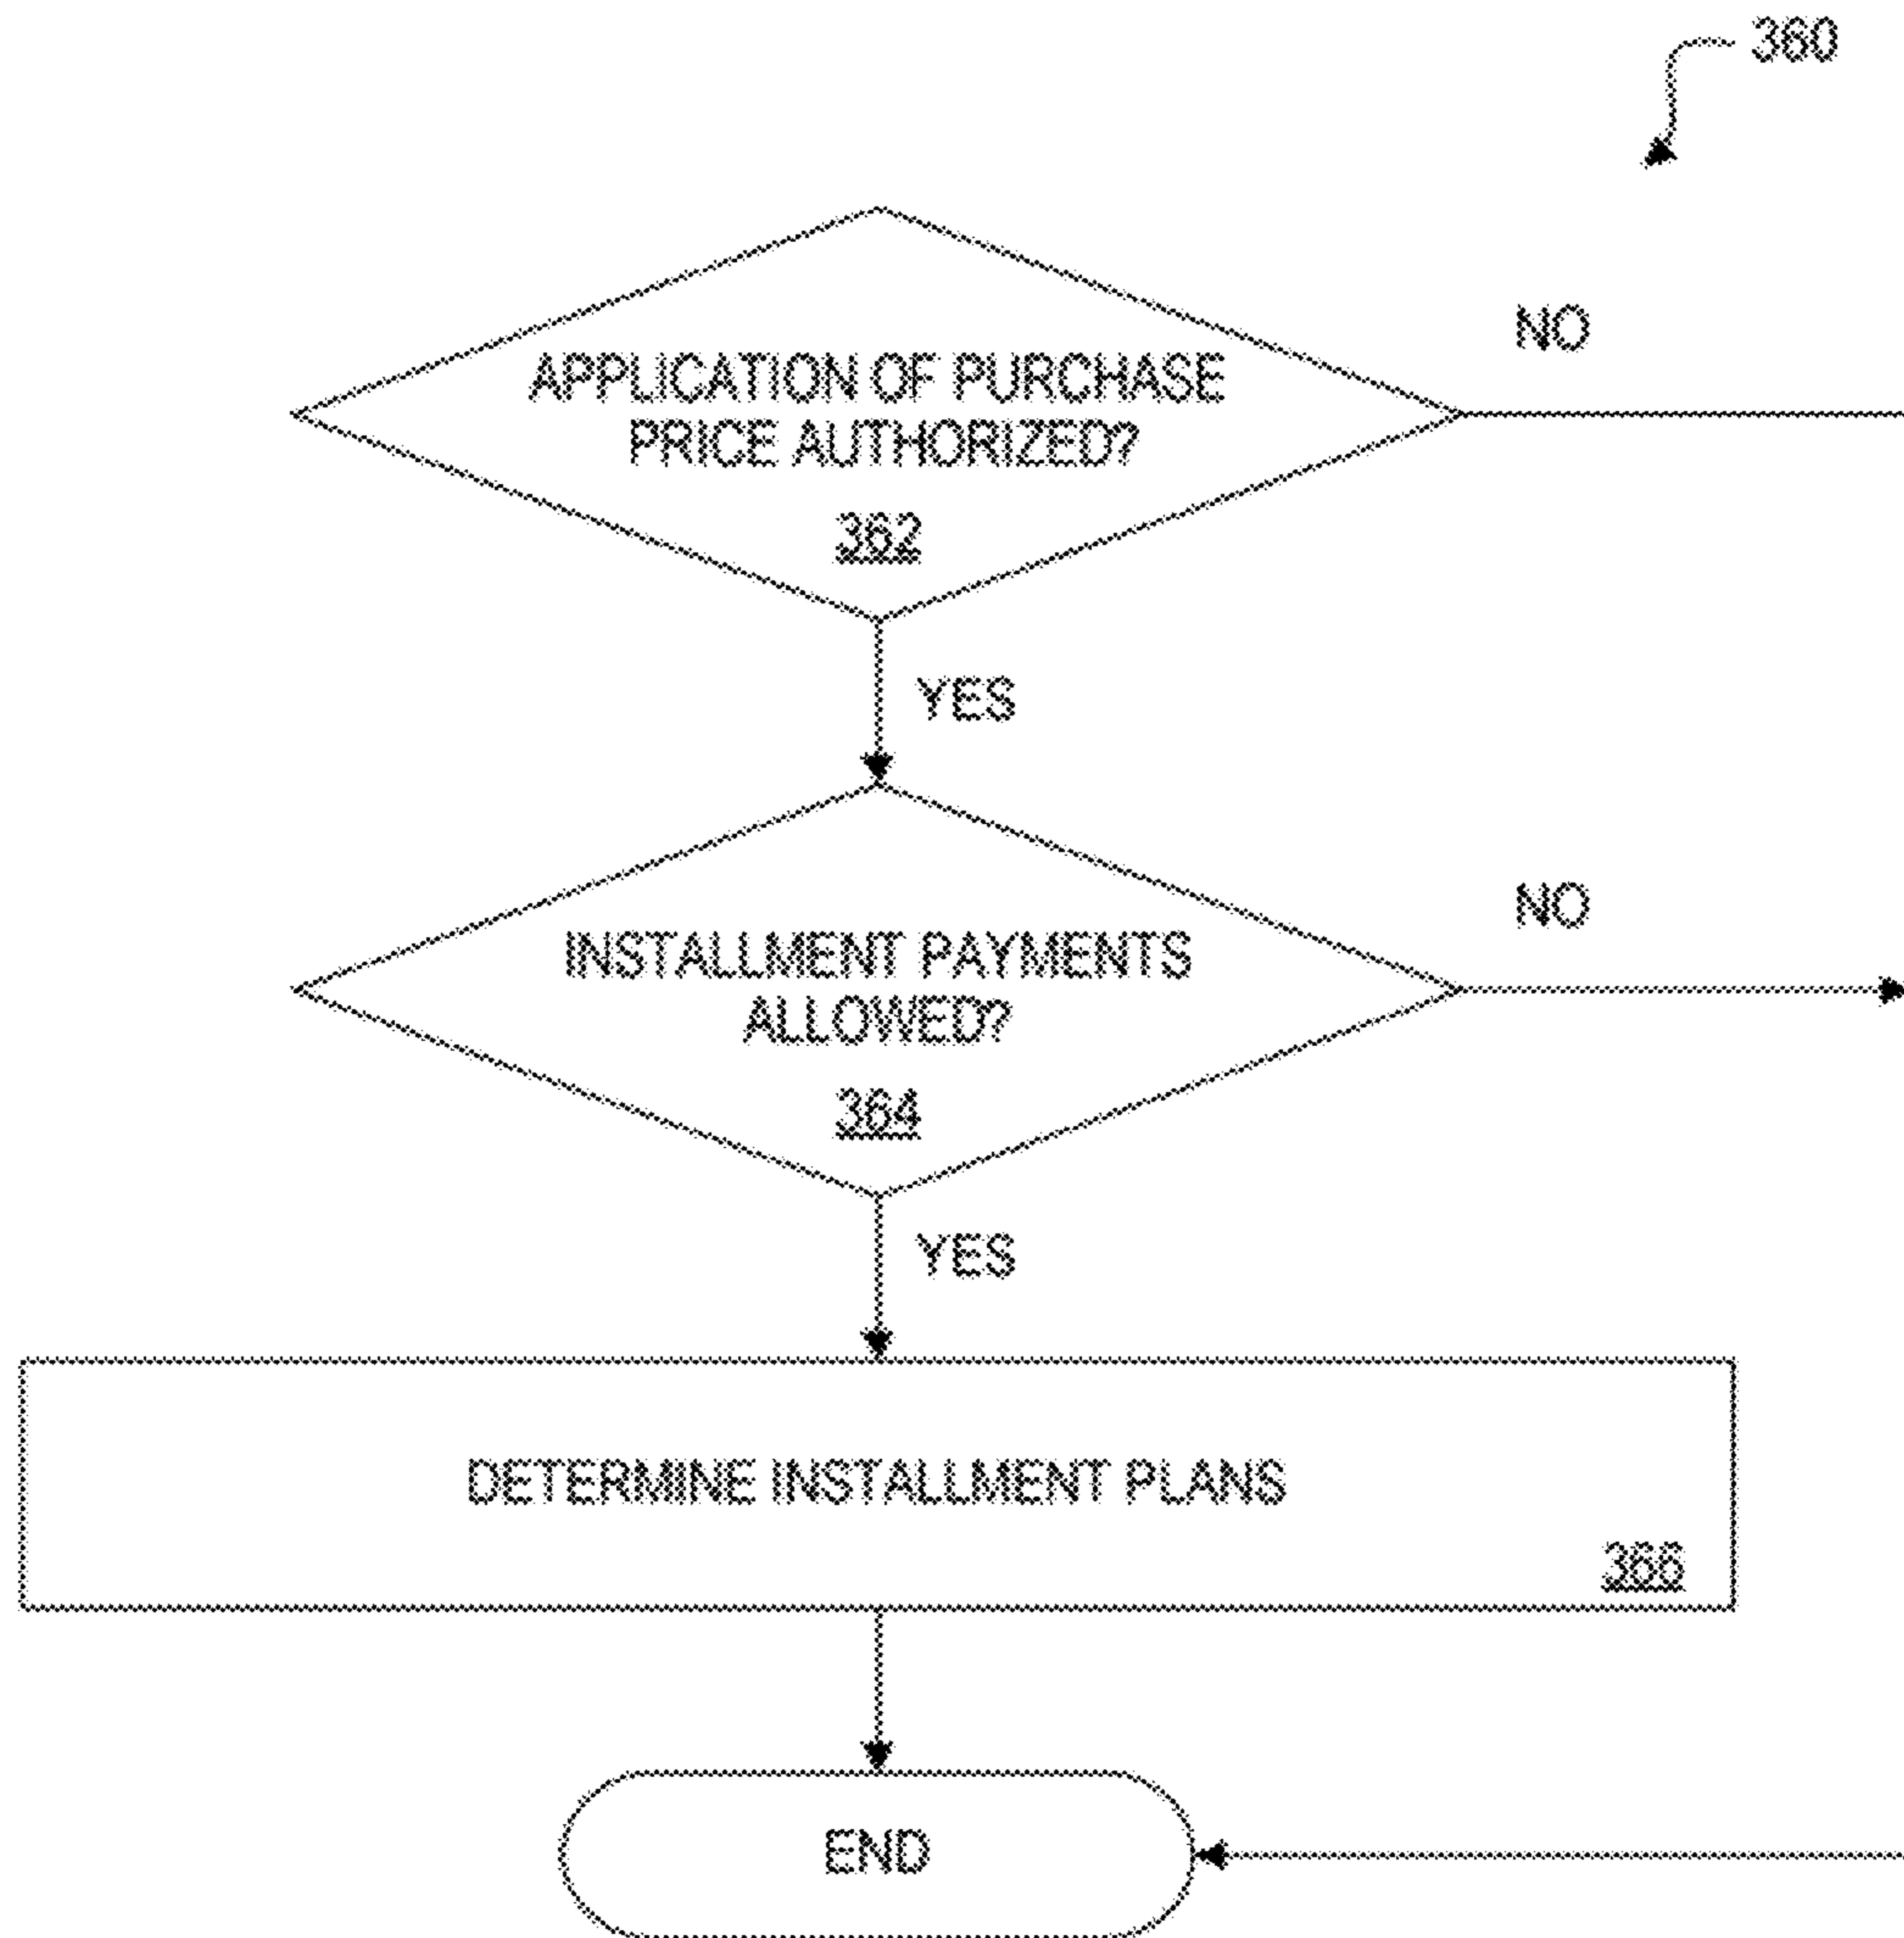 360
APPLICATION OF PURCHASE
PRICE AUTHORIZED?
362
NO
YES
INSTALLMENT PAYMENTS
ALLOWED?
364
NO
YES
DETERMINE INSTALLMENT PLANS
366
END